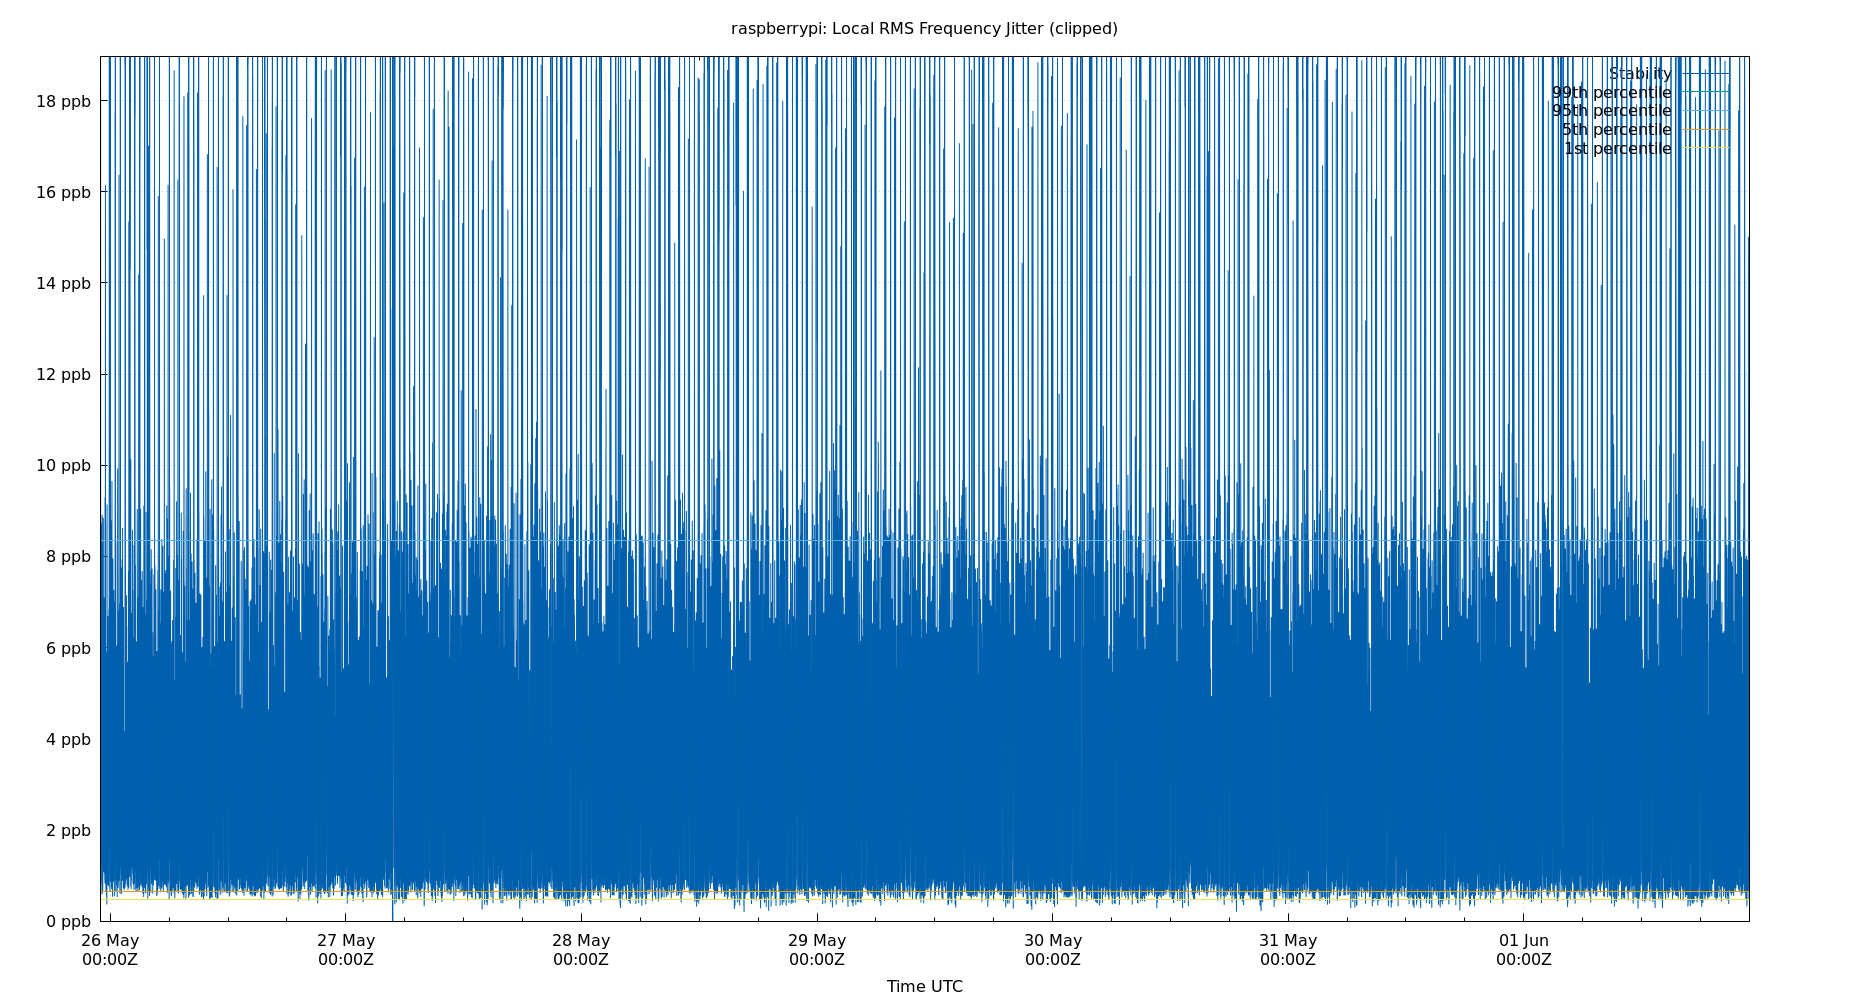 raspberrypi: Local RMS Frequency Jitter (clipped)
Stability
99th percentile
95th percentile
5th percentile
1st percentile
18 ppb
16 ppb
14 ppb
12 ppb
10 ppb
8 ppb
6 ppb
4 ppb
2 ppb
0 ppb
26 May 27 May 28 May 29 May 30 May 31 May 01 Jun
00:00Z 00:00Z 00:00Z 00:00Z 00:00Z 00:00Z 00:00Z
Time UTC